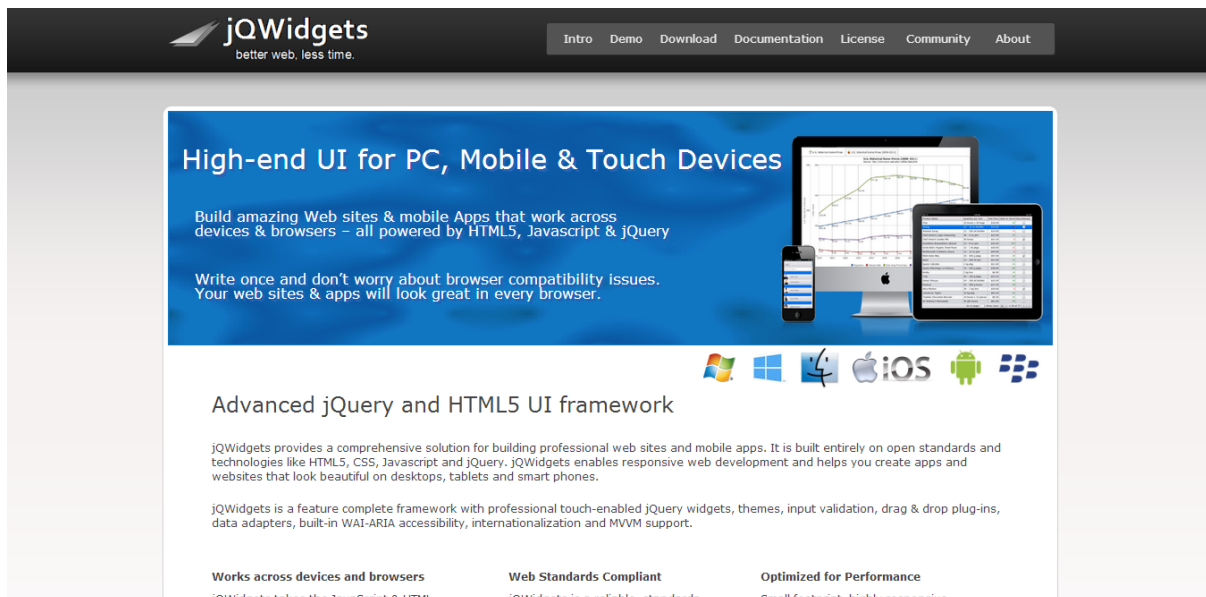 jQWidgets
better web, less time.
Intro Demo Download Documentation License Community About
High-end UI for PC, Mobile & Touch Devices
Build amazing Web sites & mobile Apps that work across
devices & browsers – all powered by HTML5, Javascript & jQuery
Write once and don't worry about browser compatibility issues.
Your web sites & apps will look great in every browser.
iOS
Advanced jQuery and HTML5 UI framework
jQWidgets provides a comprehensive solution for building professional web sites and mobile apps. It is built entirely on open standards and
technologies like HTML5, CSS, Javascript and jQuery. jQWidgets enables responsive web development and helps you create apps and
websites that look beautiful on desktops, tablets and smart phones.
jQWidgets is a feature complete framework with professional touch-enabled jQuery widgets, themes, input validation, drag & drop plug-ins,
data adapters, built-in WAI-ARIA accessibility, internationalization and MVVM support.
Works across devices and browsers Web Standards Compliant Optimized for Performance